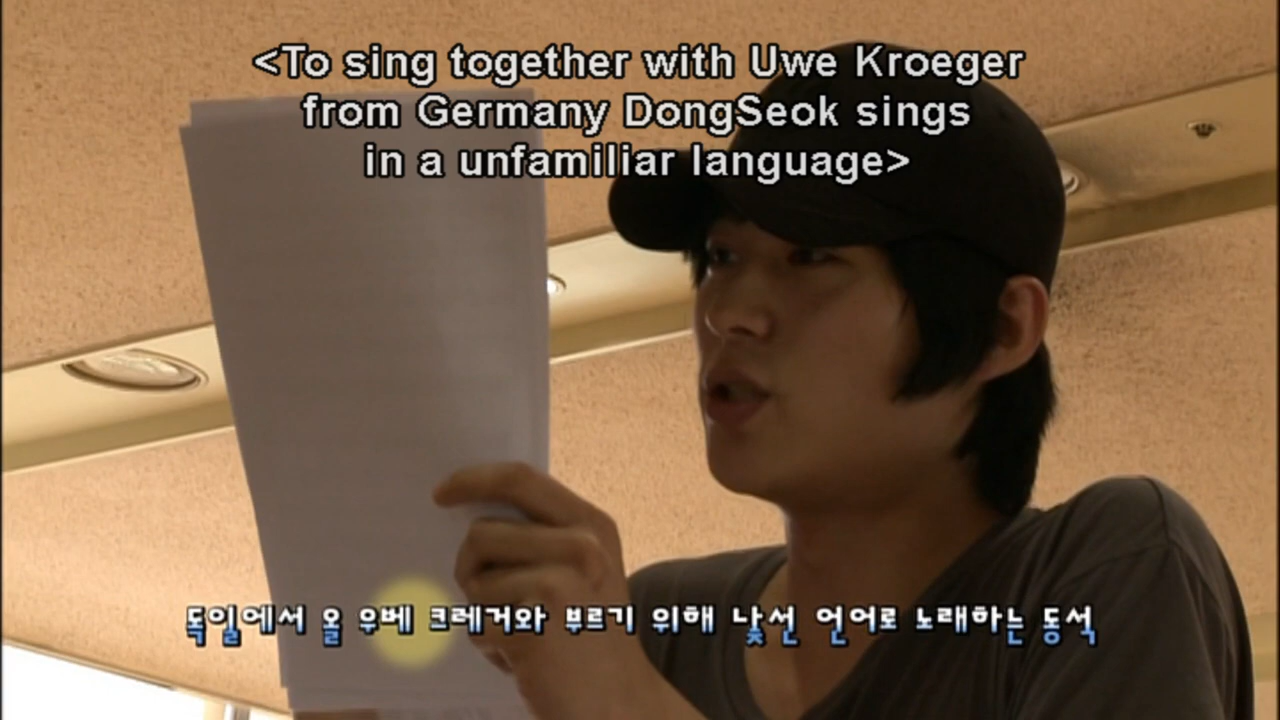 <To sing together with Uwe Kroeger
from Germany DongSeok sings
in a unfamiliar language>
독일에서 올 우베 크레거와 부르기 위해 낯선 언어로 노래하는 동석